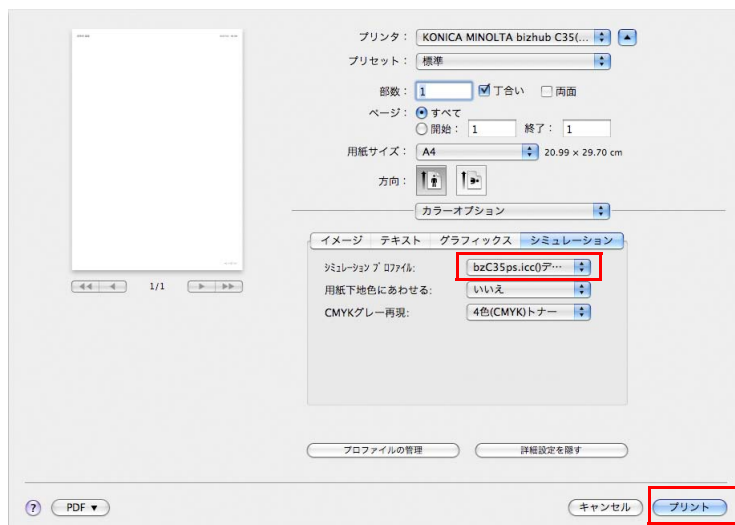 プリンタ： KONICA MINOLTA bizhub C35(...
プリセット： 標準
部数： 1 丁合い 両面
ページ： すべて
開始： 1 終了： 1
用紙サイズ： A4 20.99 × 29.70 cm
方向：
カラーオプション
イメージ テキスト グラフィックス シミュレーション
シミュレーション プロファイル: bzC35ps.icc()デ…
用紙下地色にあわせる: いいえ
CMYKグレー再現: 4色(CMYK)トナー
1/1
プロファイルの管理 詳細設定を隠す
? PDF ▼ キャンセル プリント